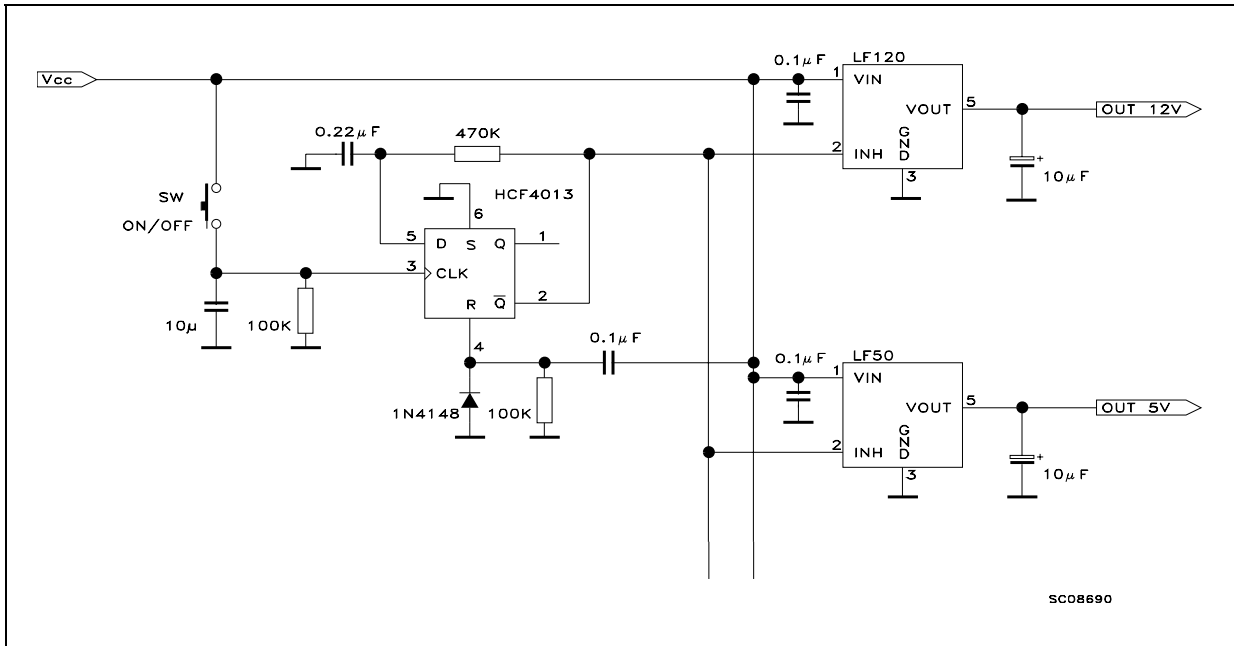 Vcc
SW
ON/OFF
10µ
100K
0.22µF
470K
HCF4013
6
5
D
S
Q
1
3
CLK
R
Q
2
4
1N4148
100K
0.1µF
0.1µF
LF120
1
VIN
VOUT
5
2
INH
GND
3
OUT 12V
+
10µF
0.1µF
LF50
1
VIN
VOUT
5
2
INH
GND
3
OUT 5V
+
10µF
SC08690